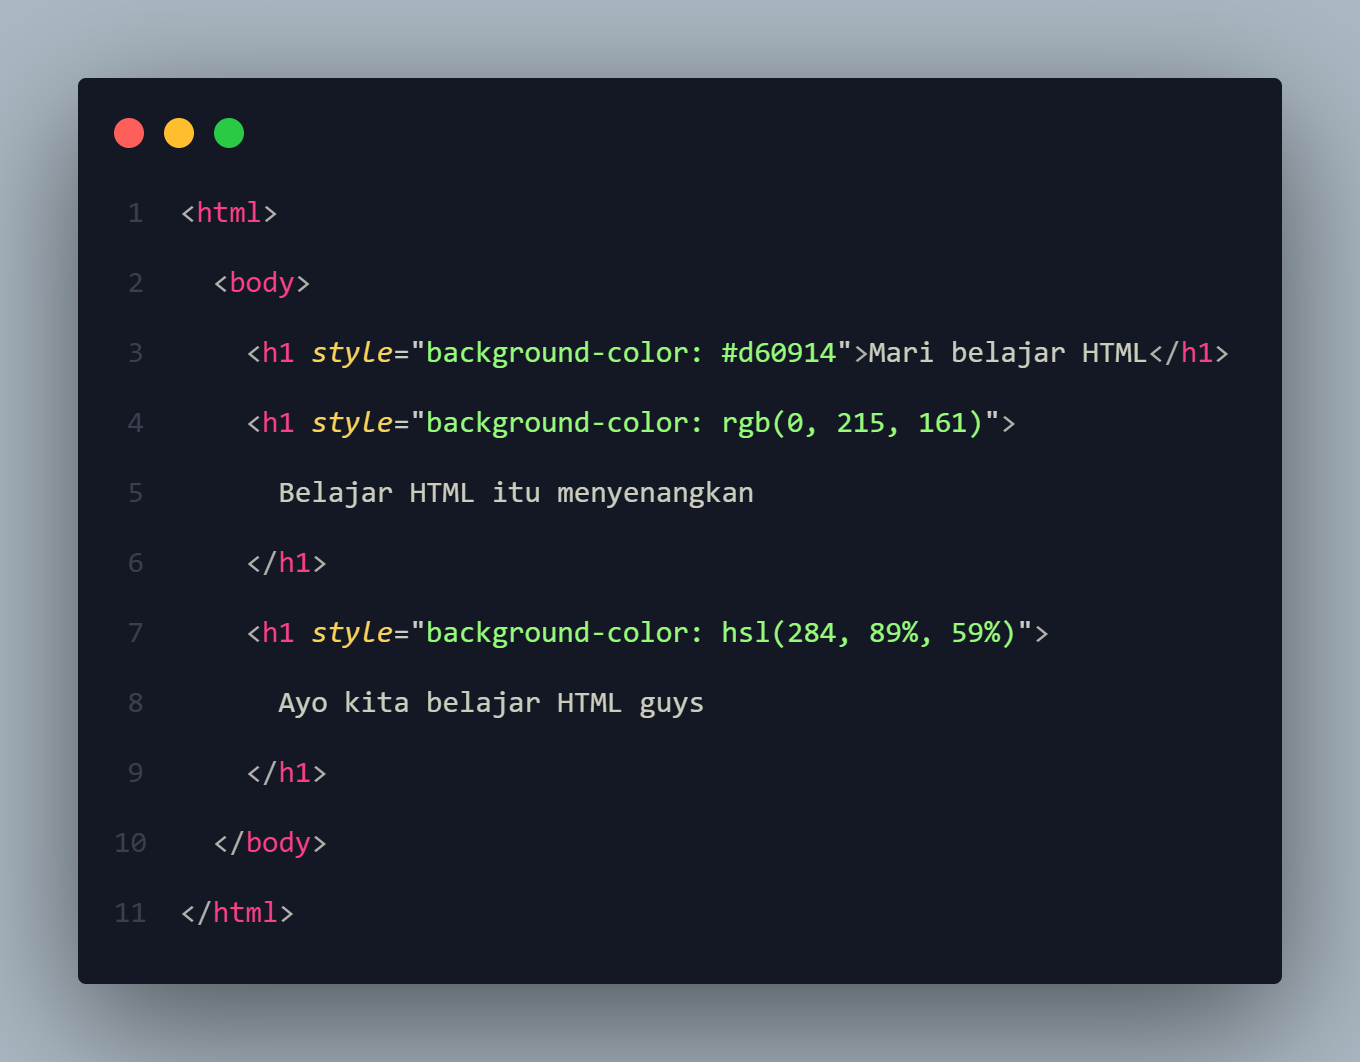 1 <html>
2   <body>
3     <h1 style="background-color: #d60914">Mari belajar HTML</h1>
4     <h1 style="background-color: rgb(0, 215, 161)">
5       Belajar HTML itu menyenangkan
6     </h1>
7     <h1 style="background-color: hsl(284, 89%, 59%)">
8       Ayo kita belajar HTML guys
9     </h1>
10   </body>
11 </html>